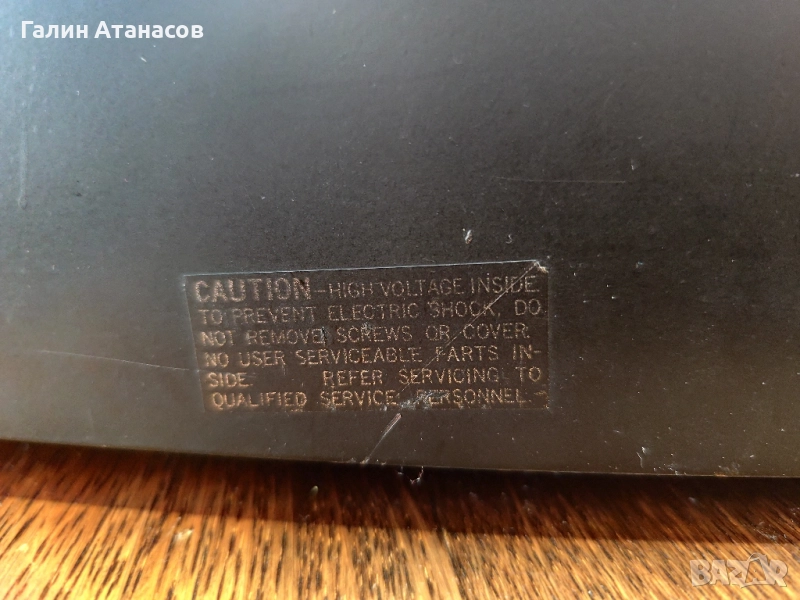 Галин Атанасов
CAUTION - HIGH VOLTAGE INSIDE
TO PREVENT ELECTRIC SHOCK, DO
NOT REMOVE SCREWS OR COVER.
NO USER SERVICEABLE PARTS IN-
SIDE. REFER SERVICING TO
QUALIFIED SERVICE PERSONNEL.
BAZAR